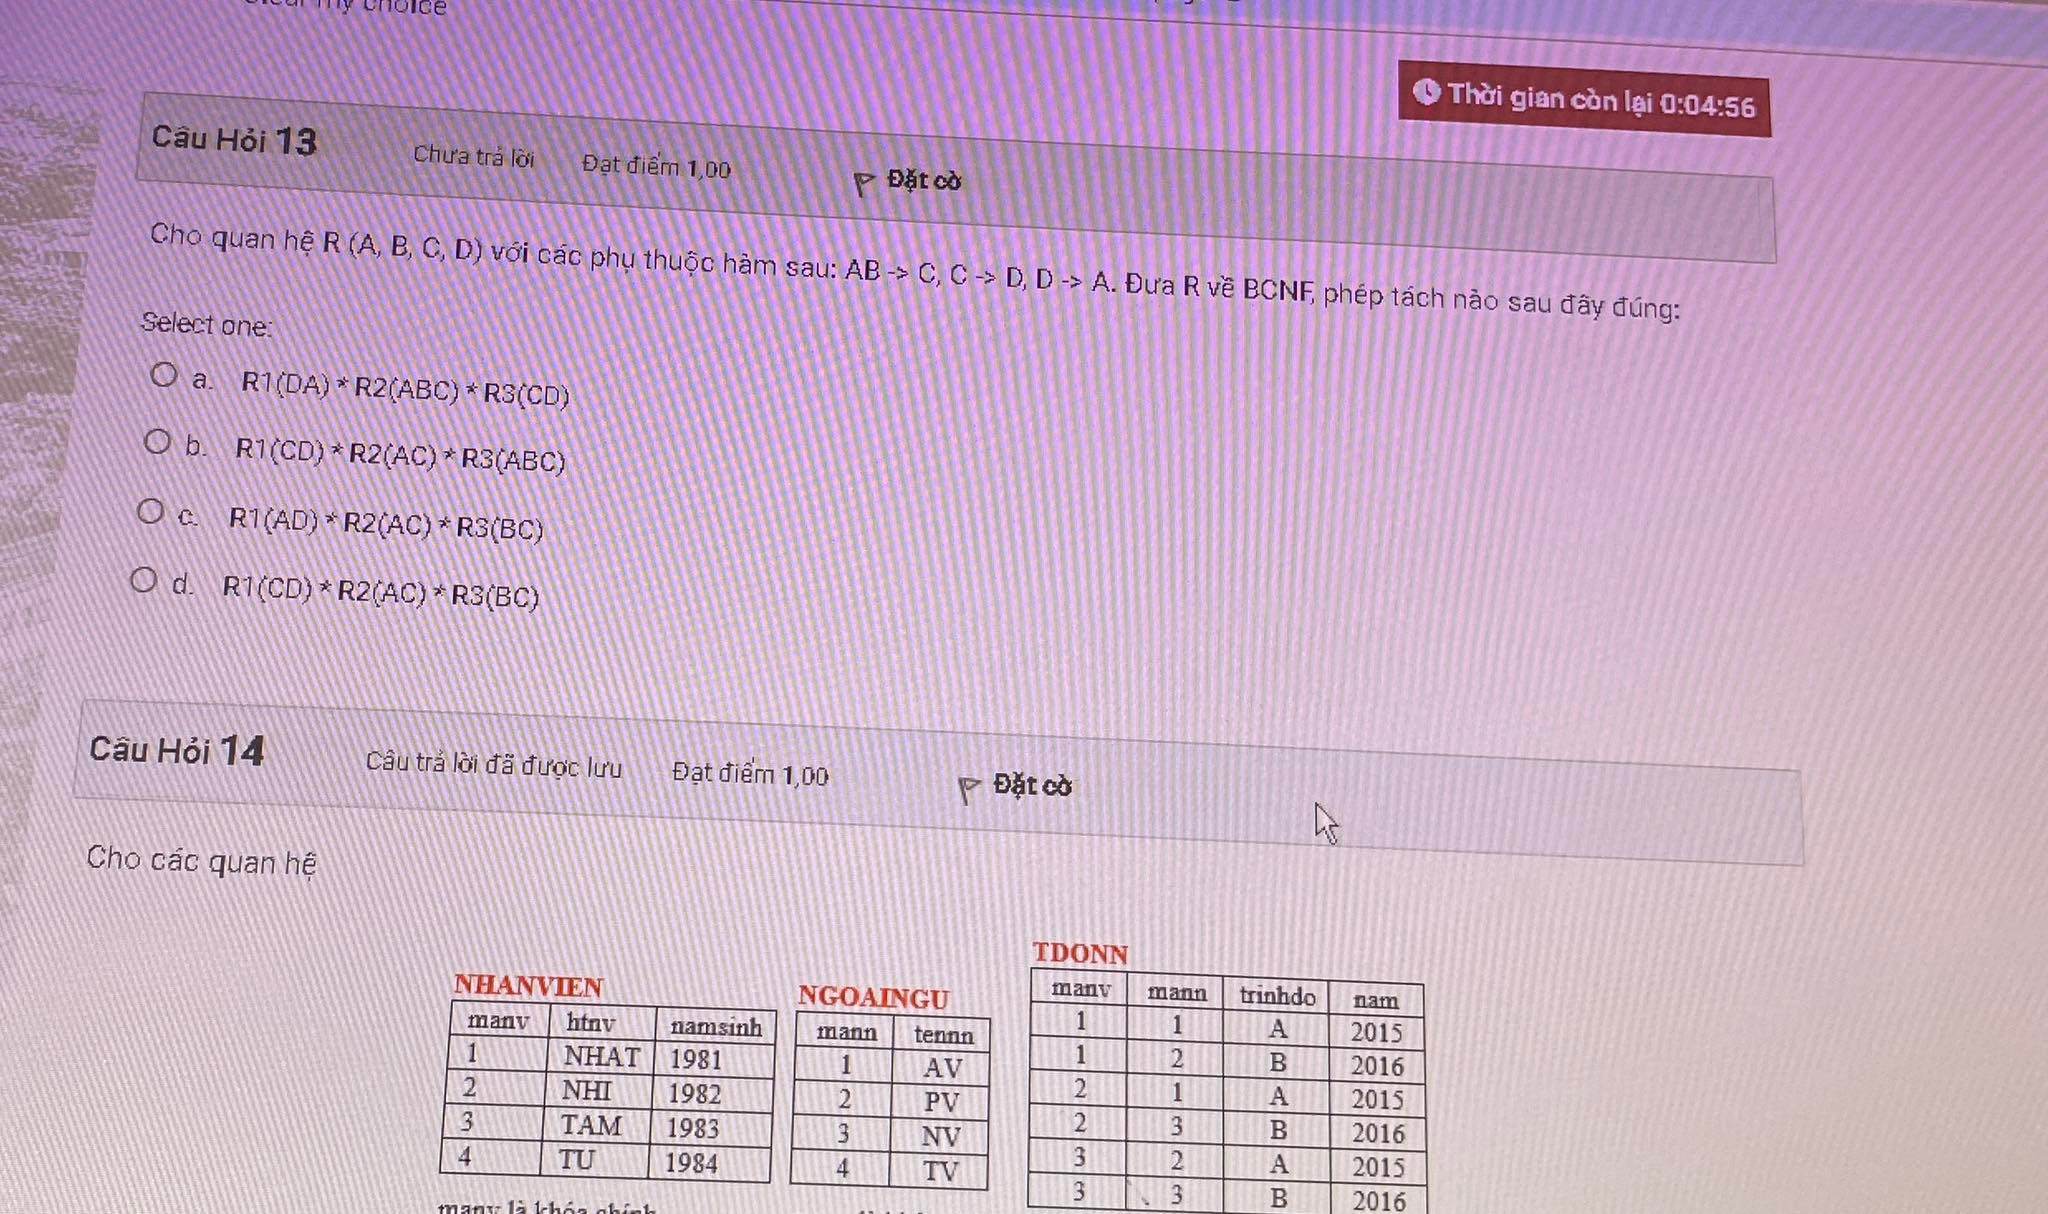 my choice
Thời gian còn lại 0:04:56
Câu Hỏi 13 Chưa trả lời Đạt điểm 1,00 Đặt cờ
Cho quan hệ R (A, B, C, D) với các phụ thuộc hàm sau: AB -> C, C -> D, D -> A. Đưa R về BCNF, phép tách nào sau đây đúng:
Select one:
a. R1(DA) * R2(ABC) * R3(CD)
b. R1(CD) * R2(AC) * R3(ABC)
c. R1(AD) * R2(AC) * R3(BC)
d. R1(CD) * R2(AC) * R3(BC)
Câu Hỏi 14 Câu trả lời đã được lưu Đạt điểm 1,00 Đặt cờ
Cho các quan hệ
NHANVIEN
manv htnv namsinh
1 NHAT 1981
2 NHI 1982
3 TAM 1983
4 TU 1984
manv là khóa chính
NGOAINGU
mann tennn
1 AV
2 PV
3 NV
4 TV
TDONN
manv mann trinhdo nam
1 1 A 2015
1 2 B 2016
2 1 A 2015
2 3 B 2016
3 2 A 2015
3 3 B 2016